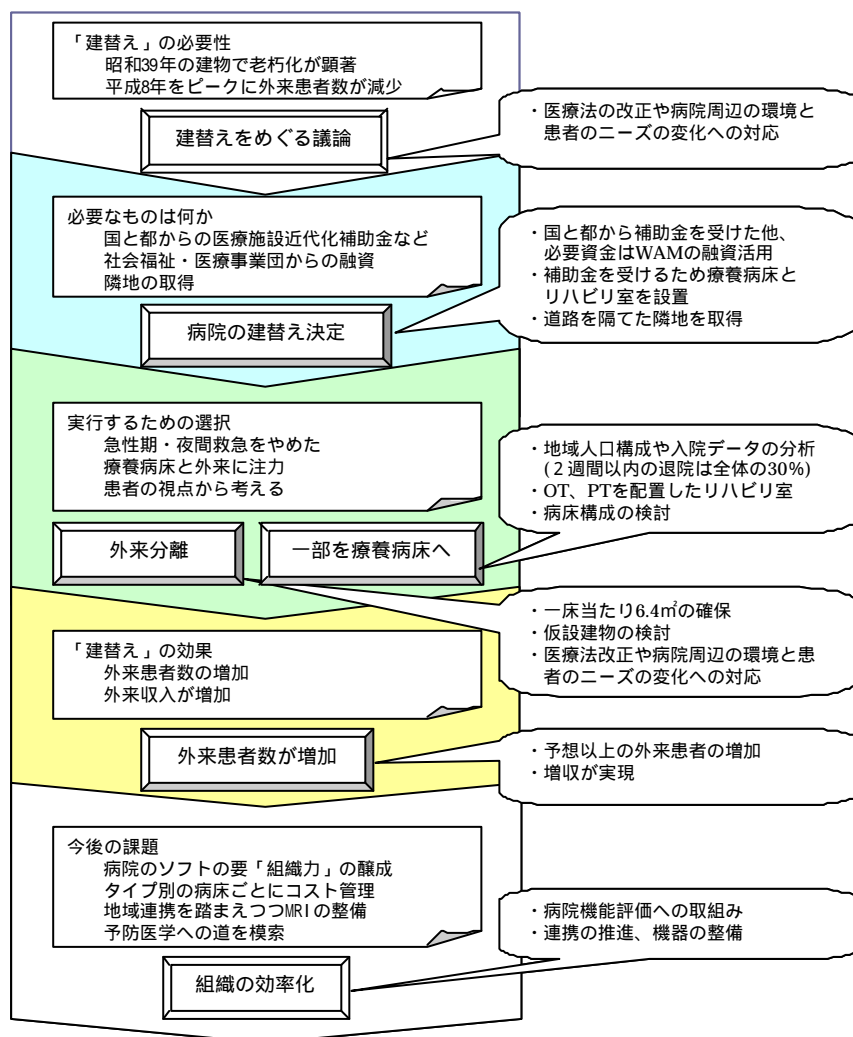 「建替え」の必要性
昭和39年の建物で老朽化が顕著
平成8年をピークに外来患者数が減少
建替えをめぐる議論
・医療法の改正や病院周辺の環境と
患者のニーズの変化への対応
必要なものは何か
国と都からの医療施設近代化補助金など
社会福祉・医療事業団からの融資
隣地の取得
病院の建替え決定
・国と都から補助金を受けた他、
必要資金はWAMの融資活用
・補助金を受けるため療養病床と
リハビリ室を設置
・道路を隔てた隣地を取得
実行するための選択
急性期・夜間救急をやめた
療養病床と外来に注力
患者の視点から考える
外来分離
一部を療養病床へ
・地域人口構成や入院データの分析
(2週間以内の退院は全体の30%)
・OT、PTを配置したリハビリ室
・病床構成の検討
・一床当たり6.4㎡の確保
・仮設建物の検討
・医療法改正や病院周辺の環境と患
者のニーズの変化への対応
「建替え」の効果
外来患者数の増加
外来収入が増加
外来患者数が増加
・予想以上の外来患者の増加
・増収が実現
今後の課題
病院のソフトの要「組織力」の醸成
タイプ別の病床ごとにコスト管理
地域連携を踏まえつつMRIの整備
予防医学への道を模索
組織の効率化
・病院機能評価への取組み
・連携の推進、機器の整備